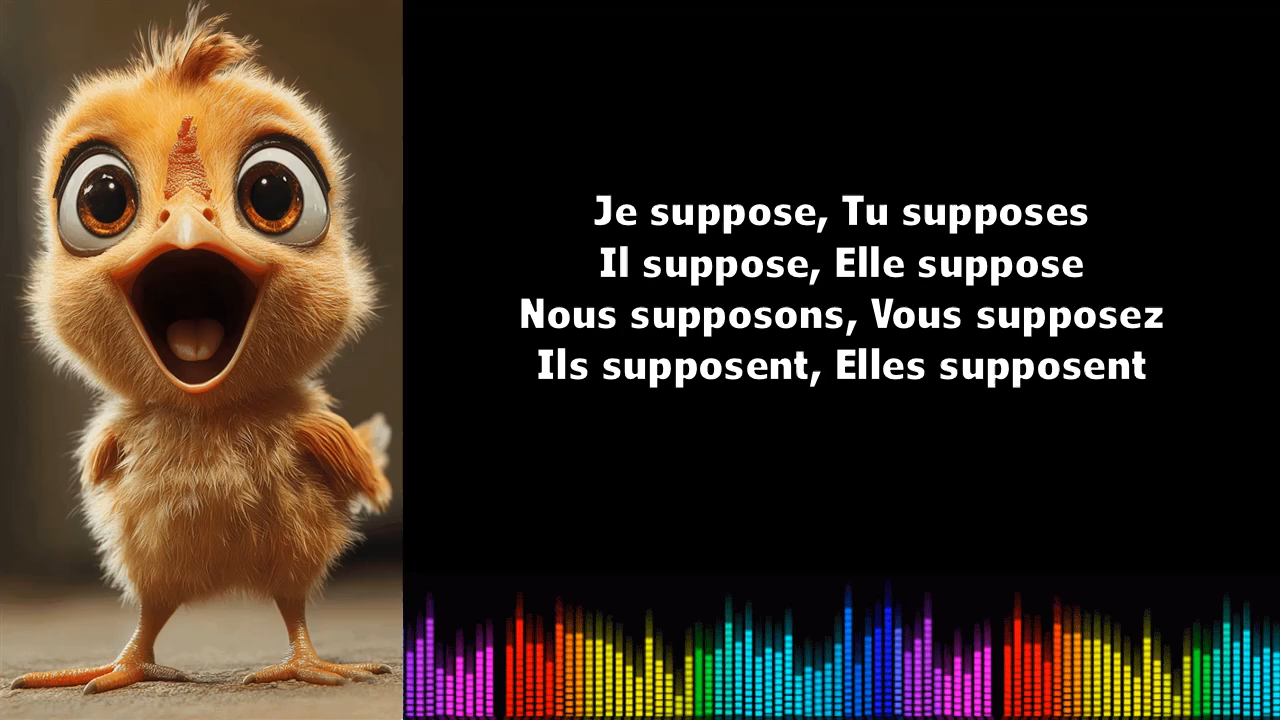 Je suppose, Tu supposes
Il suppose, Elle suppose
Nous supposons, Vous supposez
Ils supposent, Elles supposent